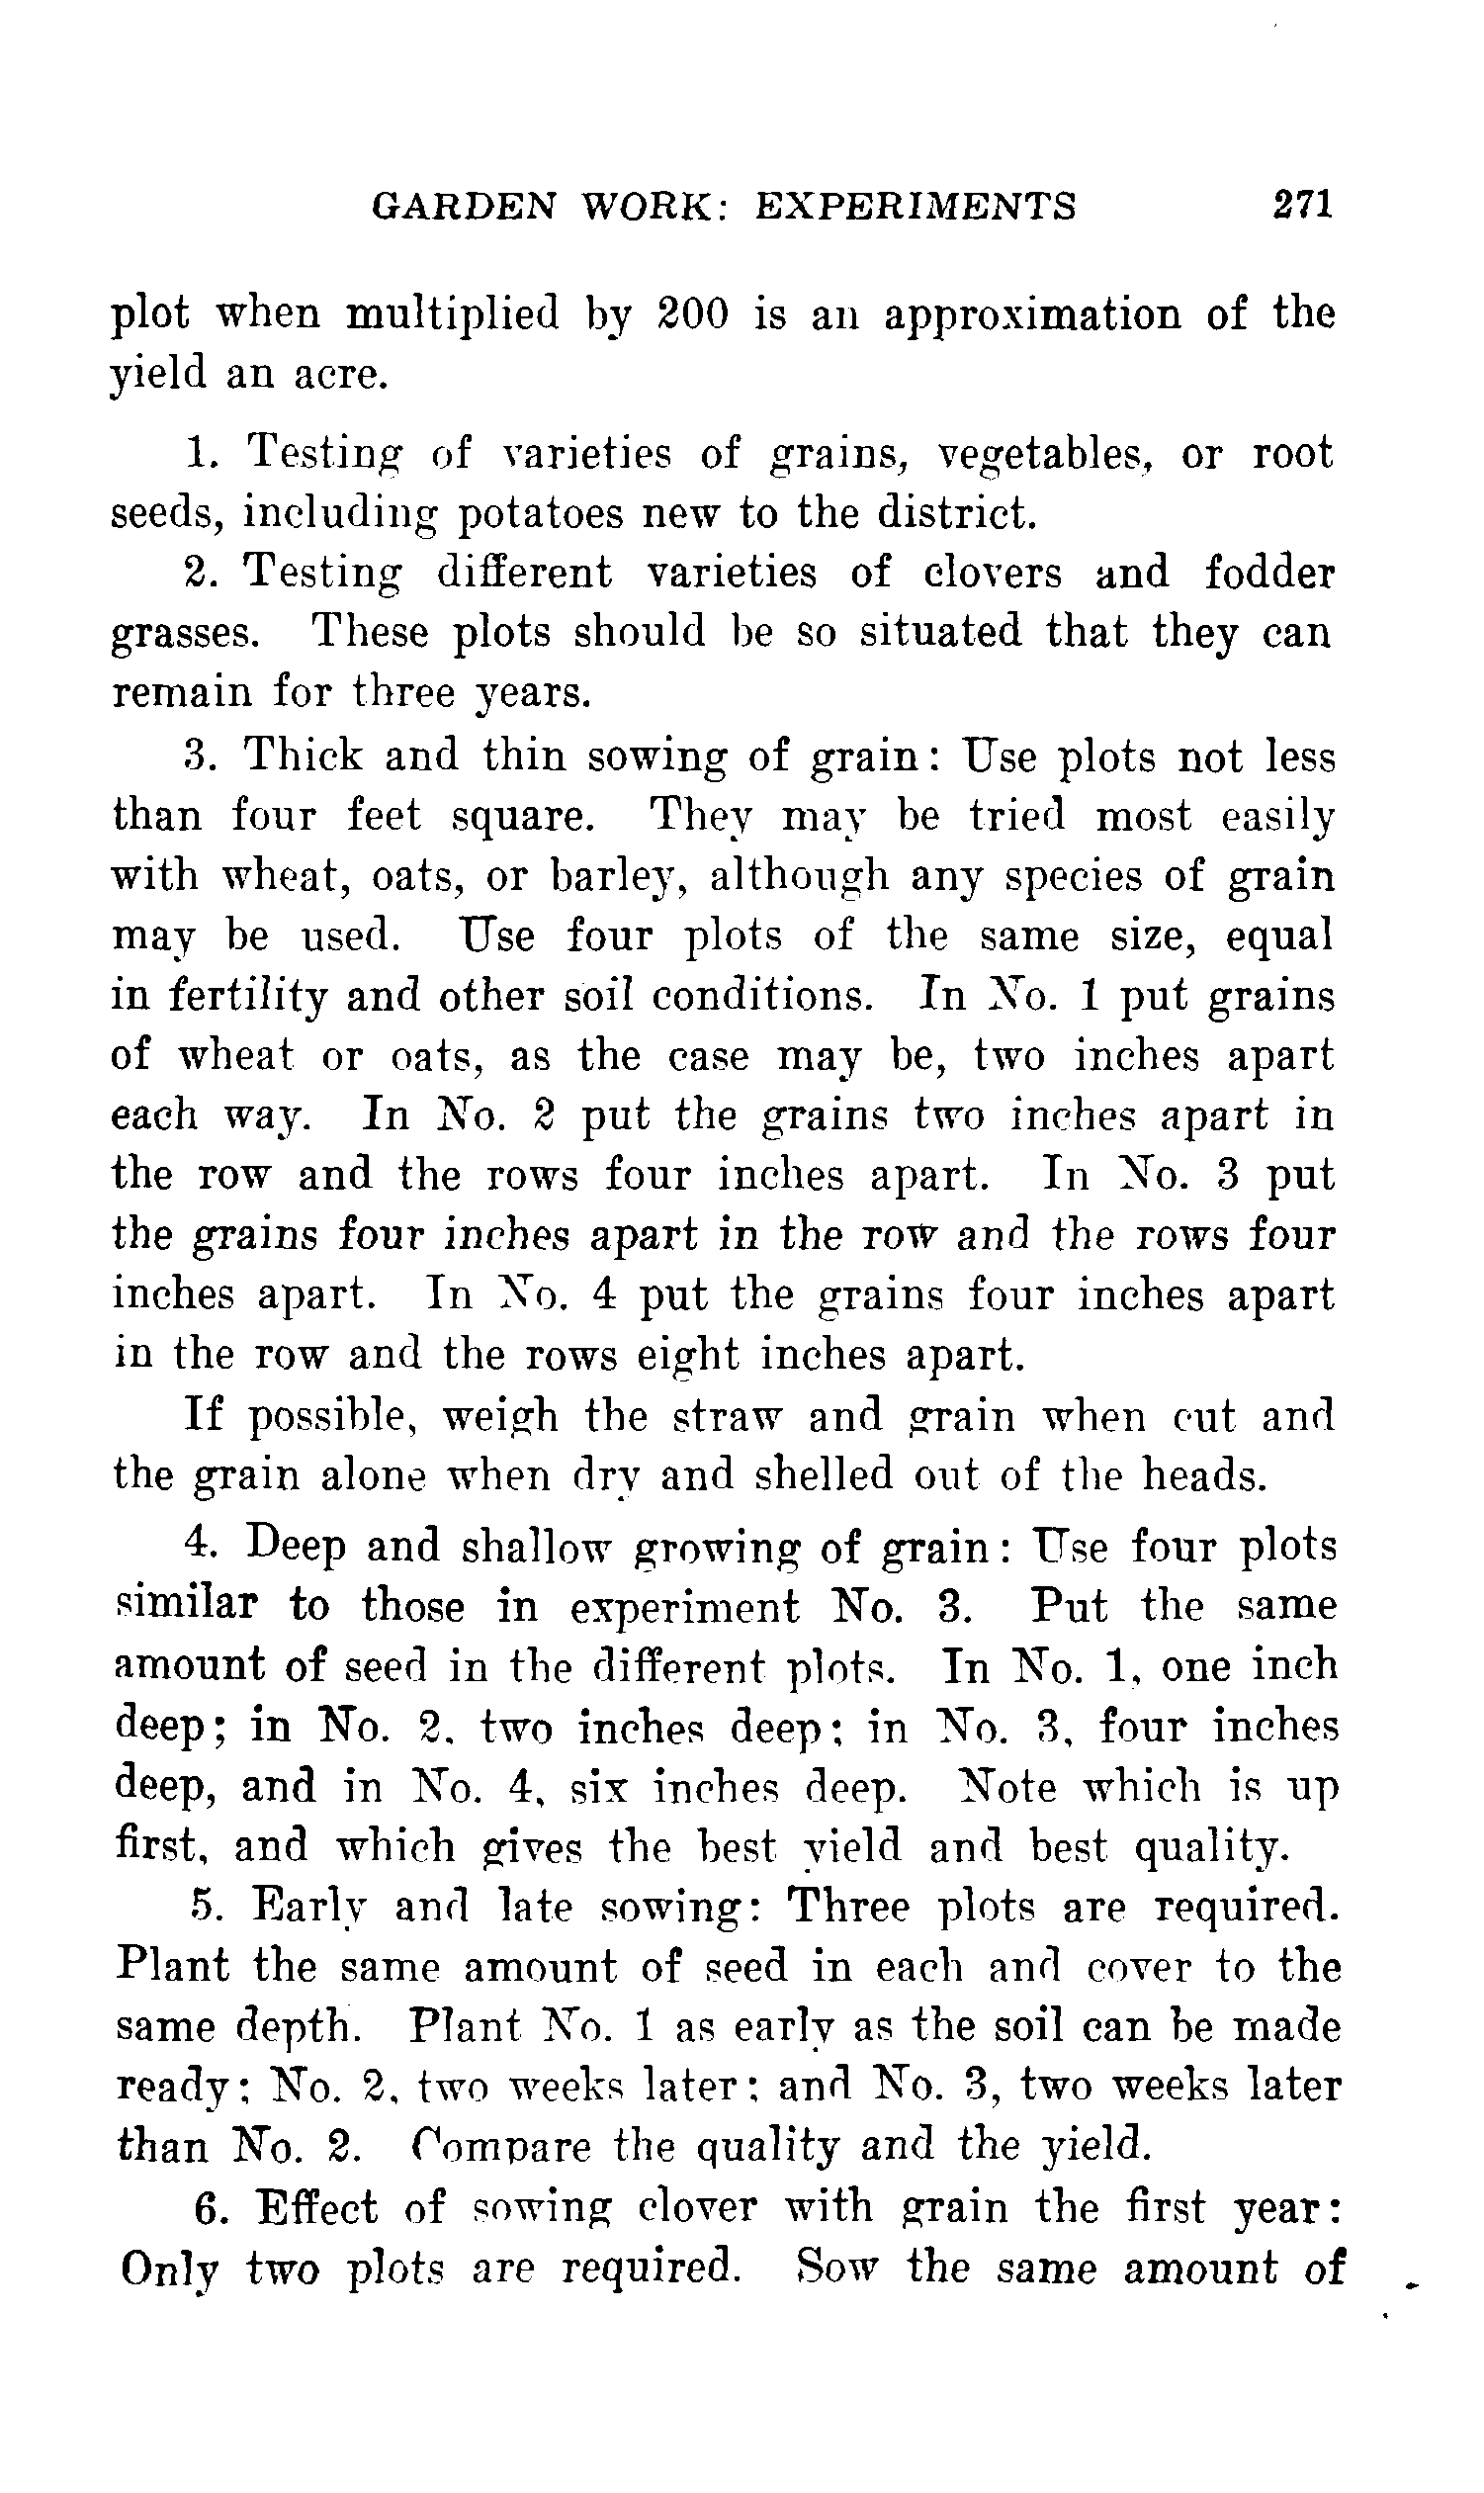 GARDEN WORK: EXPERIMENTS 271
plot when multiplied by 200 is an approximation of the
yield an acre.
1. Testing of varieties of grains, vegetables, or root
seeds, including potatoes new to the district.
2. Testing different varieties of clovers and fodder
grasses. These plots should be so situated that they can
remain for three years.
3. Thick and thin sowing of grain: Use plots not less
than four feet square. They may be tried most easily
with wheat, oats, or barley, although any species of grain
may be used. Use four plots of the same size, equal
in fertility and other soil conditions. In No. 1 put grains
of wheat or oats, as the case may be, two inches apart
each way. In No. 2 put the grains two inches apart in
the row and the rows four inches apart. In No. 3 put
the grains four inches apart in the row and the rows four
inches apart. In No. 4 put the grains four inches apart
in the row and the rows eight inches apart.
If possible, weigh the straw and grain when cut and
the grain alone when dry and shelled out of the heads.
4. Deep and shallow growing of grain: Use four plots
similar to those in experiment No. 3. Put the same
amount of seed in the different plots. In No. 1, one inch
deep; in No. 2, two inches deep; in No. 3, four inches
deep, and in No. 4, six inches deep. Note which is up
first, and which gives the best yield and best quality.
5. Early and late sowing: Three plots are required.
Plant the same amount of seed in each and cover to the
same depth. Plant No. 1 as early as the soil can be made
ready; No. 2, two weeks later; and No. 3, two weeks later
than No. 2. Compare the quality and the yield.
6. Effect of sowing clover with grain the first year:
Only two plots are required. Sow the same amount of